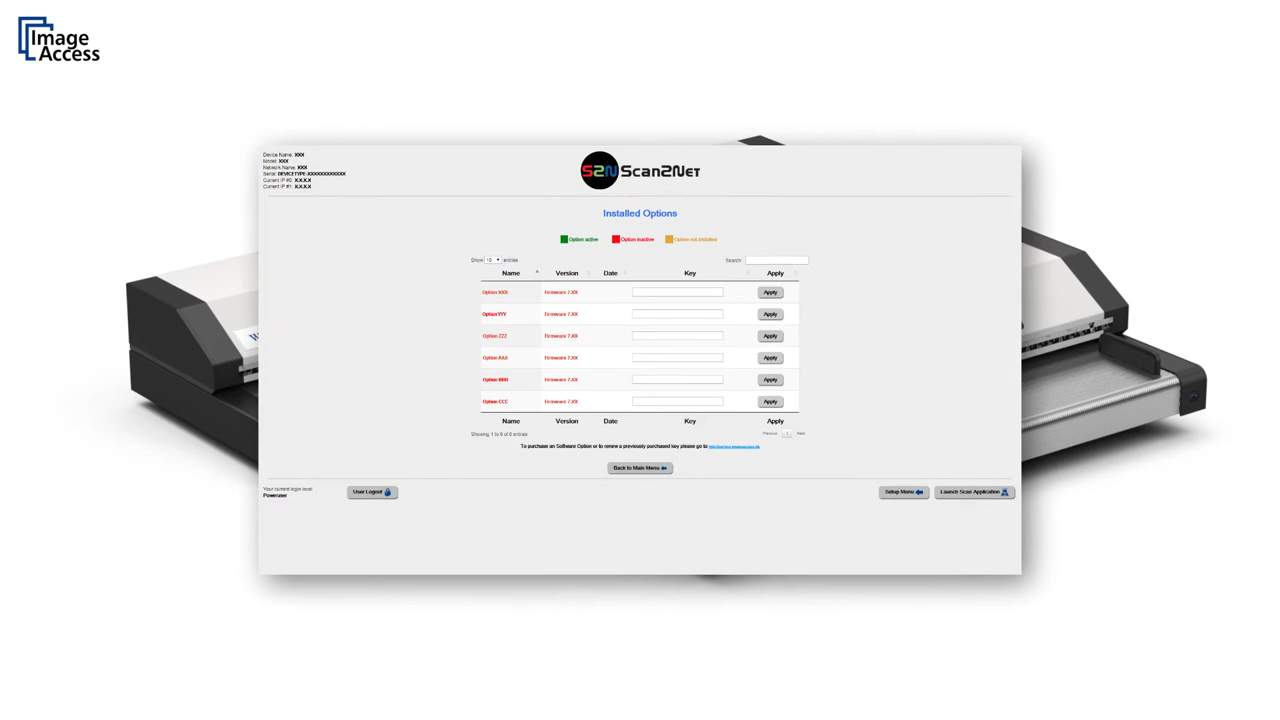 Image
Access
Device Name: XXX
Model: XXX
Network Name: XXX
Serial: DEVICETYPE-XXXXXXXXXXXX
Current IP #0: X.X.X.X
Current IP #1: X.X.X.X
S2N Scan2Net
Installed Options
Option active Option inactive Option not installed
Show 10 entries Search:
Name Version Date Key Apply
Option XXX Firmware 7.XX Apply
Option YYY Firmware 7.XX Apply
Option ZZZ Firmware 7.XX Apply
Option AAA Firmware 7.XX Apply
Option BBB Firmware 7.XX Apply
Option CCC Firmware 7.XX Apply
Name Version Date Key Apply
Showing 1 to 6 of 6 entries Previous 1 Next
To purchase an Software Option or to renew a previously purchased key please go to
Back to Main Menu
Your current login level:
Poweruser
User Logout
Setup Menu
Launch Scan Application